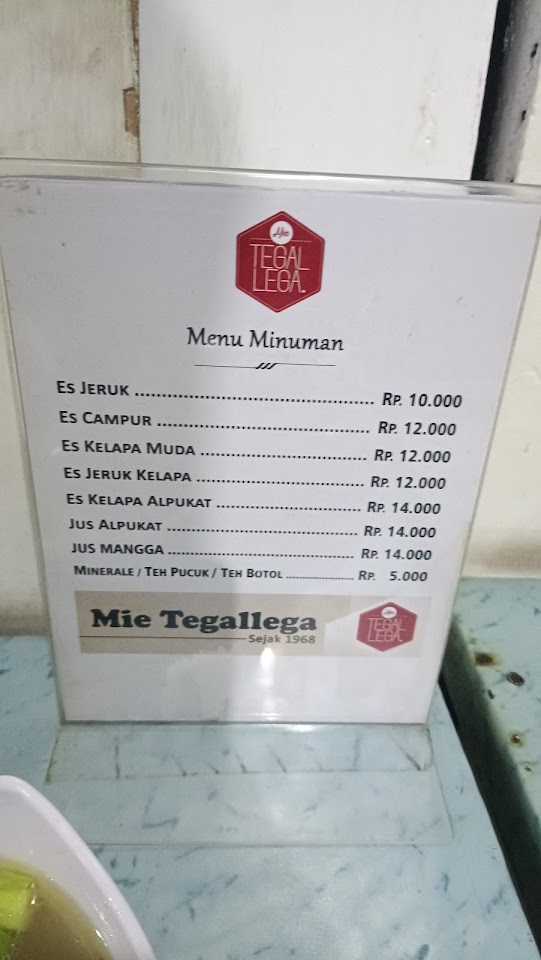 Mie
TEGAL
LEGA
Menu Minuman
ES JERUK ............................................. RP. 10.000
ES CAMPUR ........................................ RP. 12.000
ES KELAPA MUDA ............................... RP. 12.000
ES JERUK KELAPA ................................ RP. 12.000
ES KELAPA ALPUKAT ........................... RP. 14.000
JUS ALPUKAT ..................................... RP. 14.000
JUS MANGGA ..................................... RP. 14.000
MINERALE / TEH PUCUK / TEH BOTOL ..................... RP. 5.000
Mie Tegallega
Sejak 1968
Mie
TEGAL
LEGA